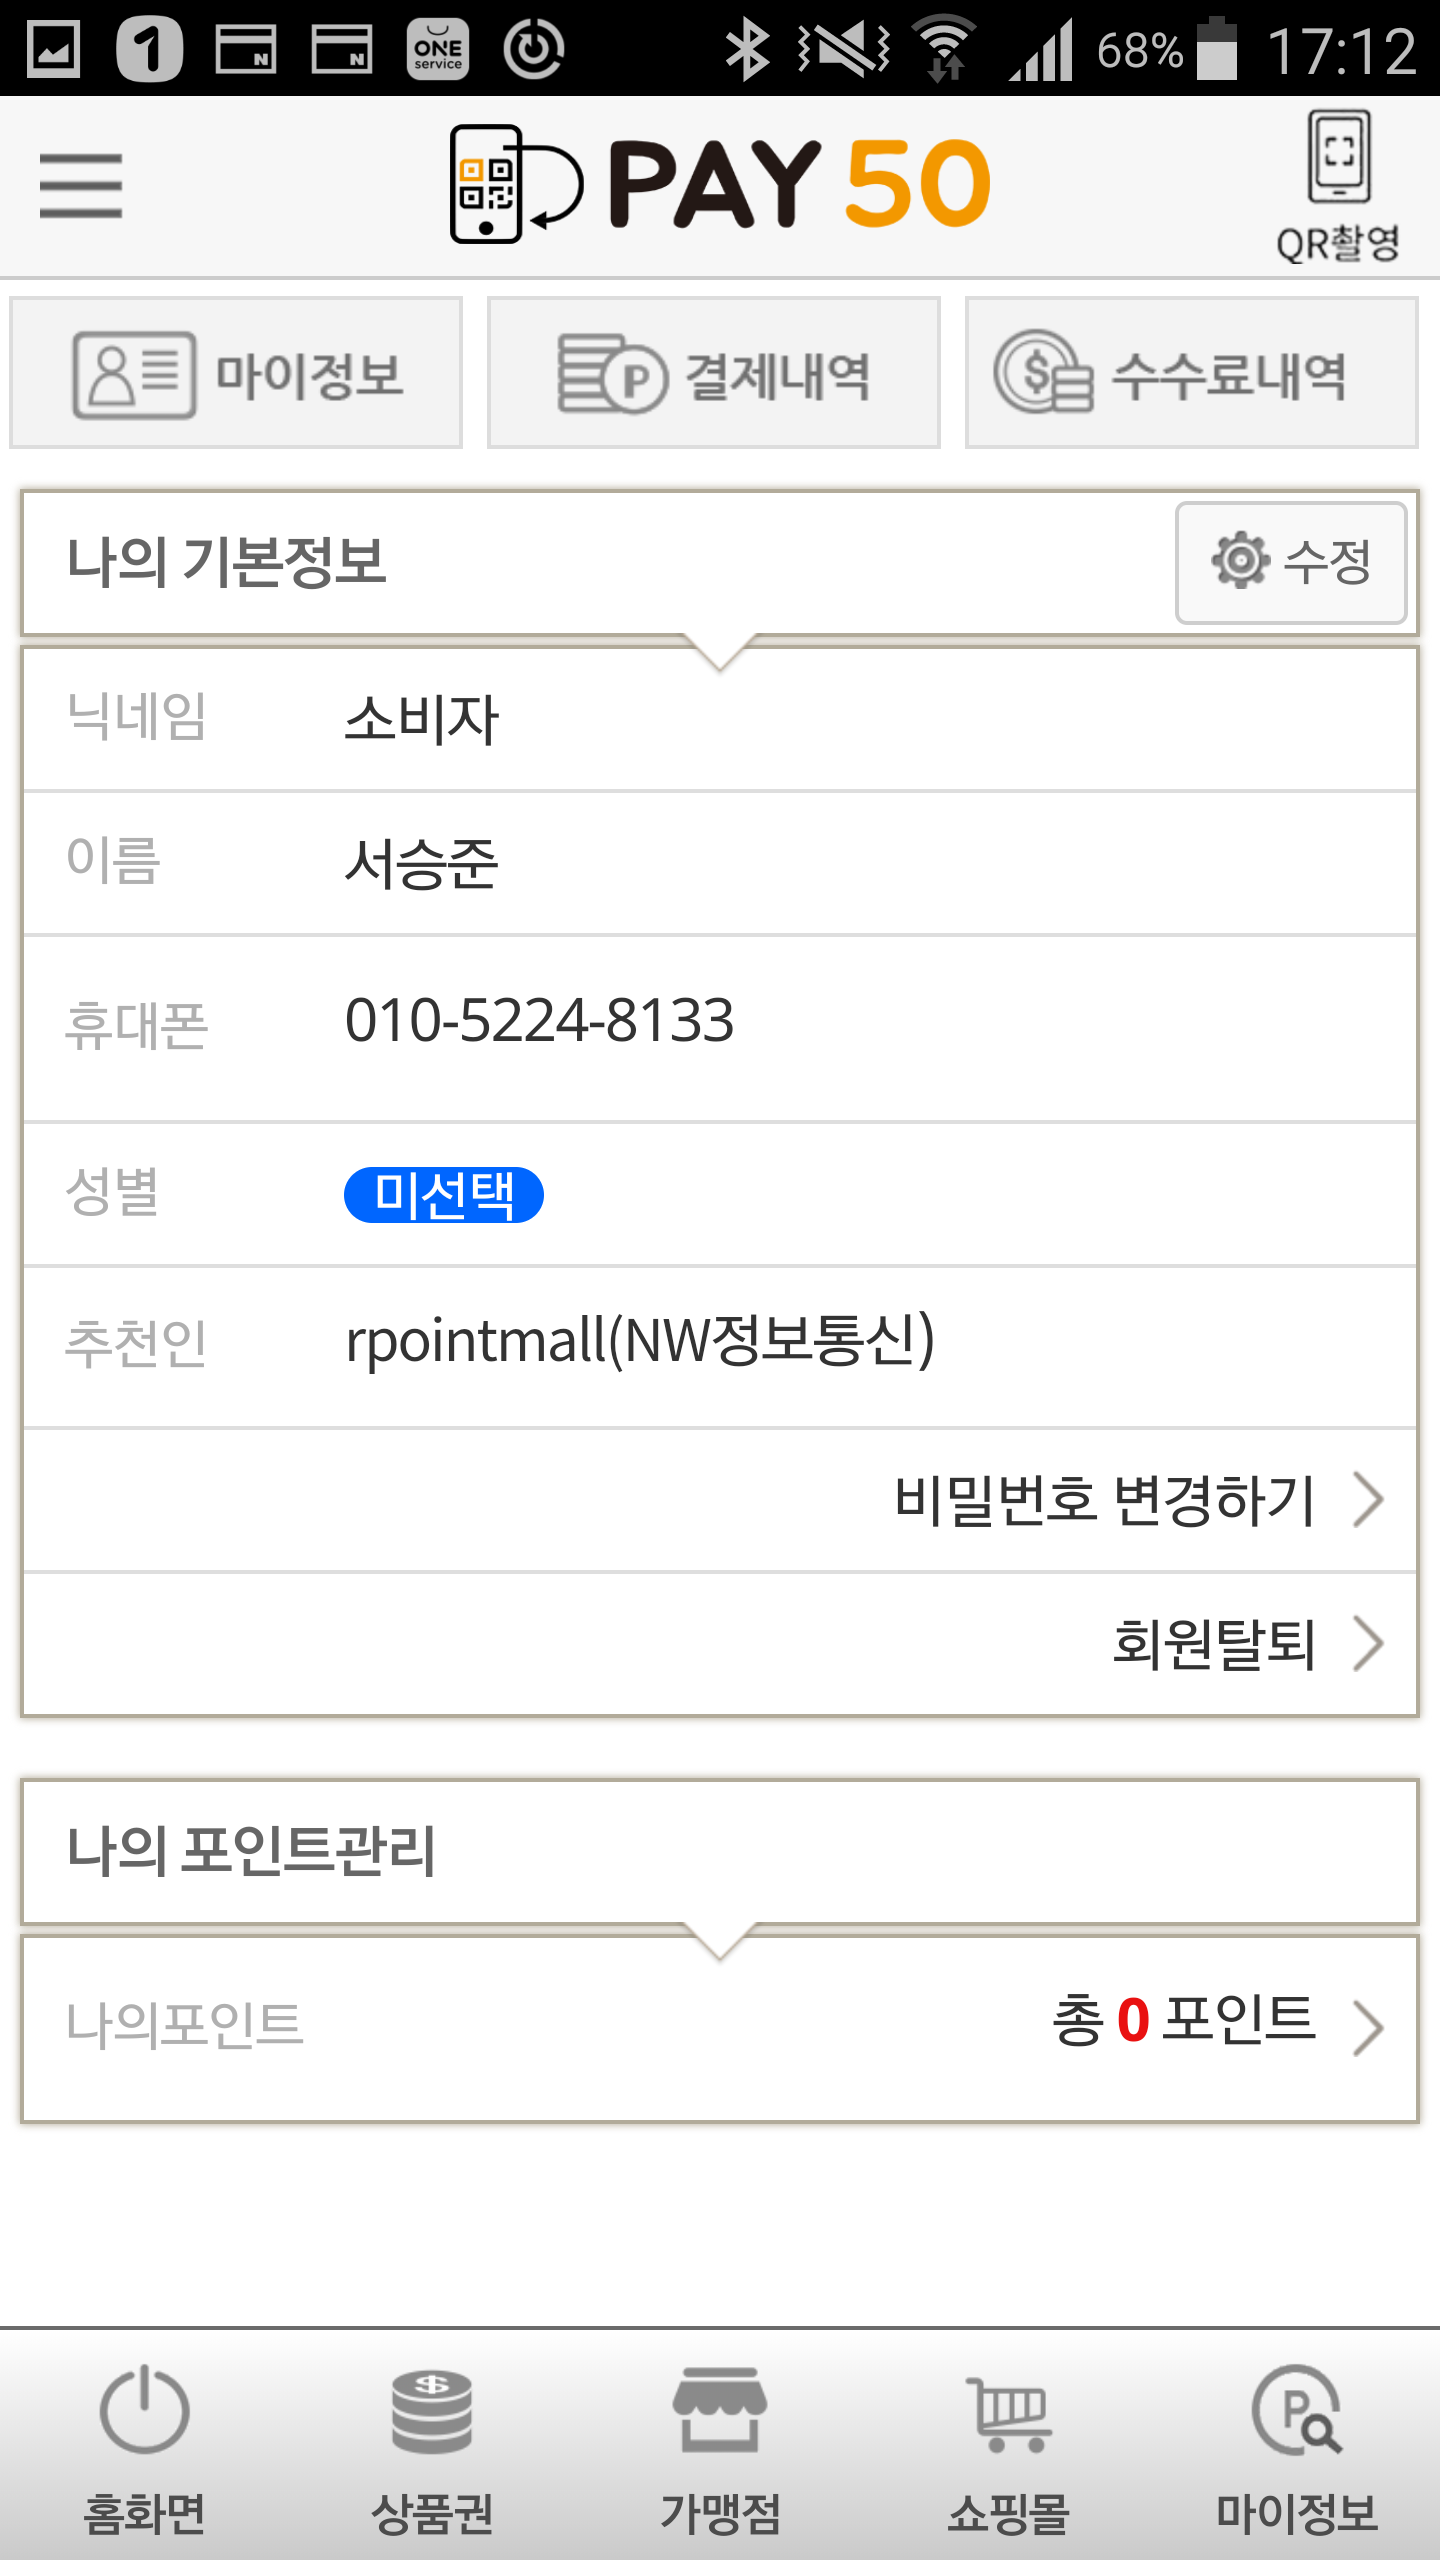 1 N N ONE service 68% 17:12
PAY 50
QR촬영
마이정보 결제내역 수수료내역
나의 기본정보 수정
닉네임 소비자
이름 서승준
휴대폰 010-5224-8133
성별 미선택
추천인 rpointmall(NW정보통신)
비밀번호 변경하기
회원탈퇴
나의 포인트관리
나의포인트 총 0 포인트
홈화면 상품권 가맹점 쇼핑몰 마이정보